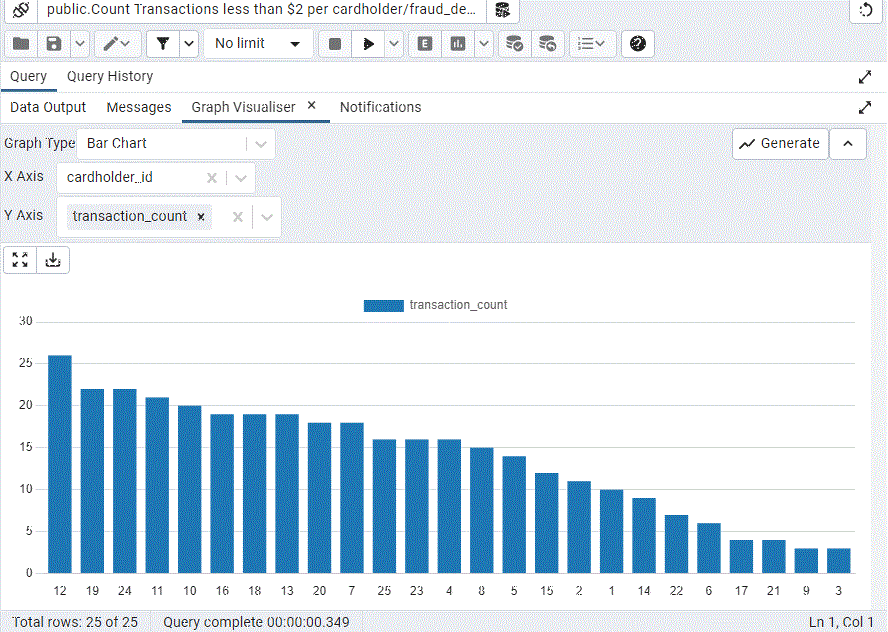 public.Count Transactions less than $2 per cardholder/fraud_de...
No limit
E
Query Query History
Data Output Messages Graph Visualiser × Notifications
Graph Type Bar Chart Generate
X Axis cardholder_id ×
Y Axis transaction_count × ×
transaction_count
30
25
20
15
10
5
0
12 19 24 11 10 16 18 13 20 7 25 23 4 8 5 15 2 1 14 22 6 17 21 9 3
Total rows: 25 of 25 Query complete 00:00:00.349 Ln 1, Col 1